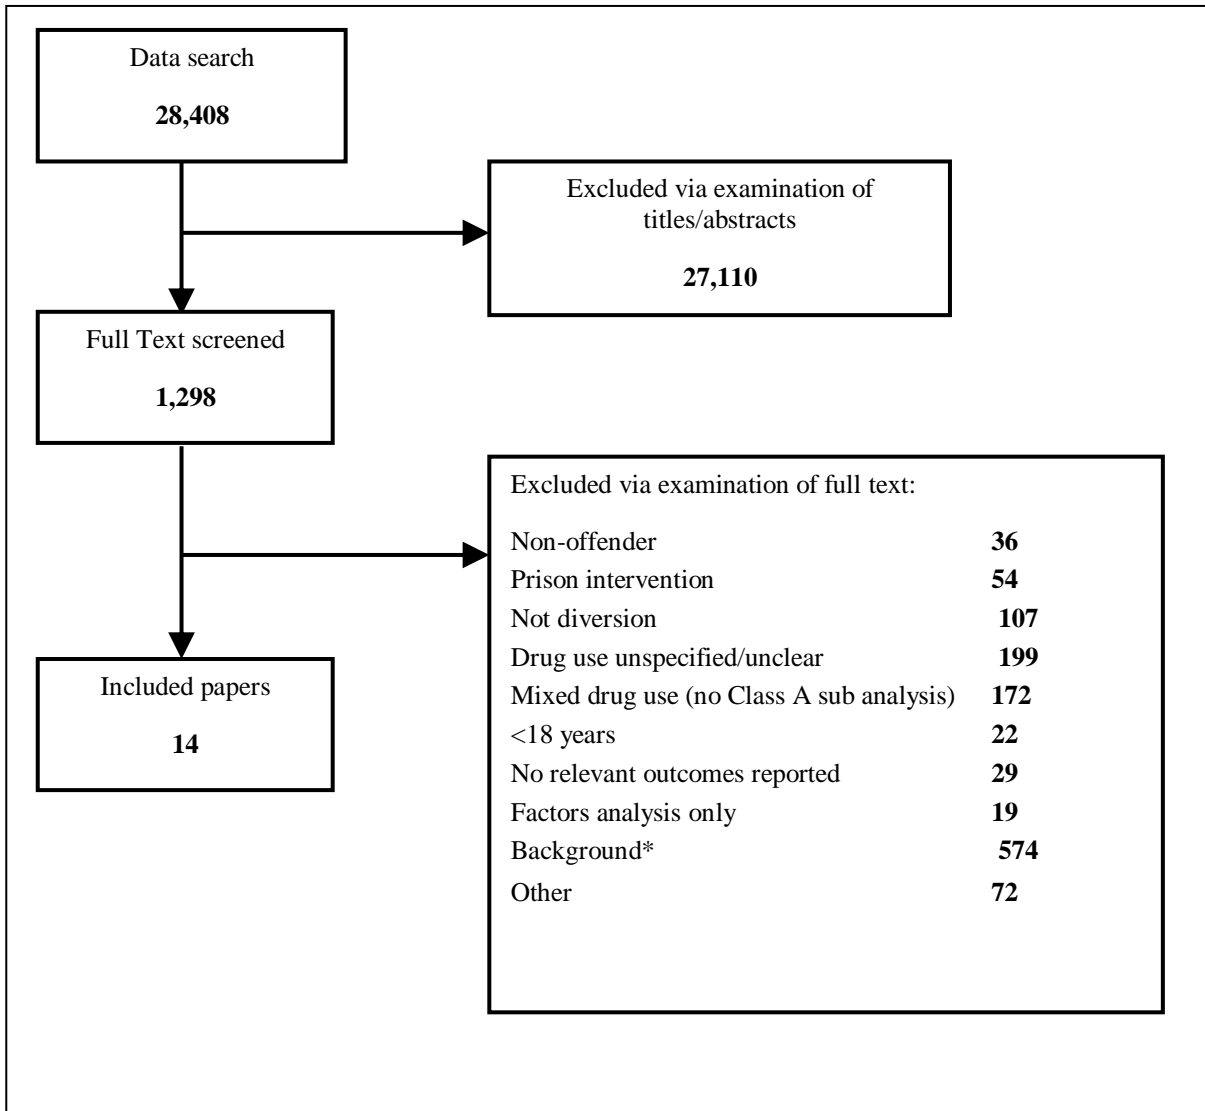 Data search
28,408
Excluded via examination of
titles/abstracts
27,110
Full Text screened
1,298
Excluded via examination of full text:
Non-offender 36
Prison intervention 54
Not diversion 107
Drug use unspecified/unclear 199
Mixed drug use (no Class A sub analysis) 172
<18 years 22
No relevant outcomes reported 29
Factors analysis only 19
Background* 574
Other 72
Included papers
14